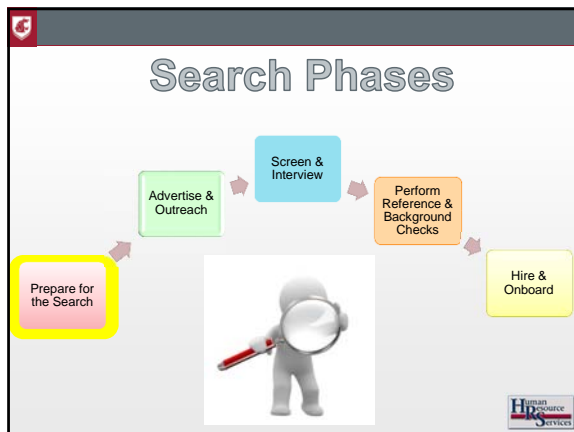 Search Phases
Prepare for
the Search
Advertise &
Outreach
Screen &
Interview
Perform
Reference &
Background
Checks
Hire &
Onboard
Human
Resource
Services